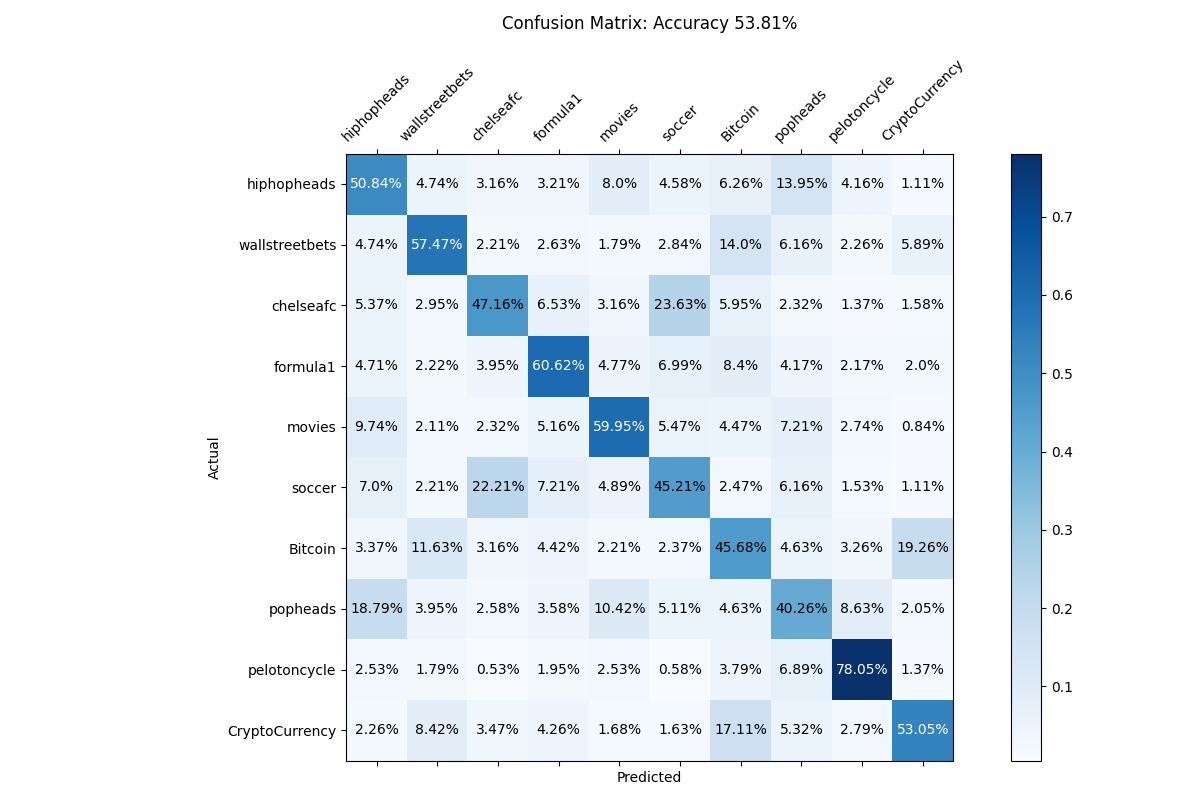 Confusion Matrix: Accuracy 53.81%
hiphopheads wallstreetbets chelseafc formula1 movies soccer Bitcoin popheads pelotoncycle CryptoCurrency
hiphopheads 50.84% 4.74% 3.16% 3.21% 8.0% 4.58% 6.26% 13.95% 4.16% 1.11%
wallstreetbets 4.74% 57.47% 2.21% 2.63% 1.79% 2.84% 14.0% 6.16% 2.26% 5.89%
chelseafc 5.37% 2.95% 47.16% 6.53% 3.16% 23.63% 5.95% 2.32% 1.37% 1.58%
formula1 4.71% 2.22% 3.95% 60.62% 4.77% 6.99% 8.4% 4.17% 2.17% 2.0%
movies 9.74% 2.11% 2.32% 5.16% 59.95% 5.47% 4.47% 7.21% 2.74% 0.84%
soccer 7.0% 2.21% 22.21% 7.21% 4.89% 45.21% 2.47% 6.16% 1.53% 1.11%
Bitcoin 3.37% 11.63% 3.16% 4.42% 2.21% 2.37% 45.68% 4.63% 3.26% 19.26%
popheads 18.79% 3.95% 2.58% 3.58% 10.42% 5.11% 4.63% 40.26% 8.63% 2.05%
pelotoncycle 2.53% 1.79% 0.53% 1.95% 2.53% 0.58% 3.79% 6.89% 78.05% 1.37%
CryptoCurrency 2.26% 8.42% 3.47% 4.26% 1.68% 1.63% 17.11% 5.32% 2.79% 53.05%
Actual
Predicted
0.7
0.6
0.5
0.4
0.3
0.2
0.1